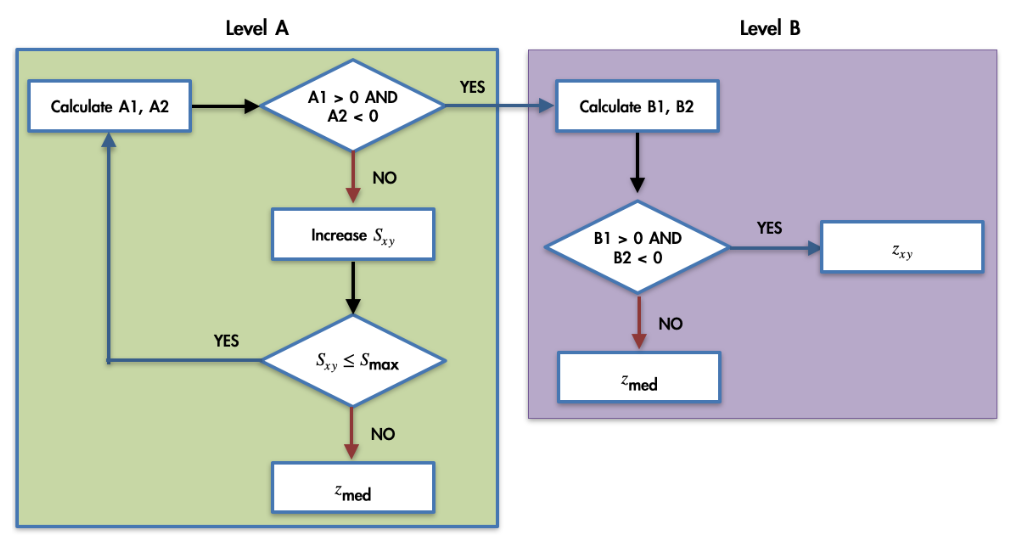 Level A
Calculate A1, A2
A1 > 0 AND
A2 < 0
YES
NO
Increase Sxy
Sxy ≤ Smax
YES
NO
zmed
Level B
Calculate B1, B2
B1 > 0 AND
B2 < 0
YES
zxy
NO
zmed